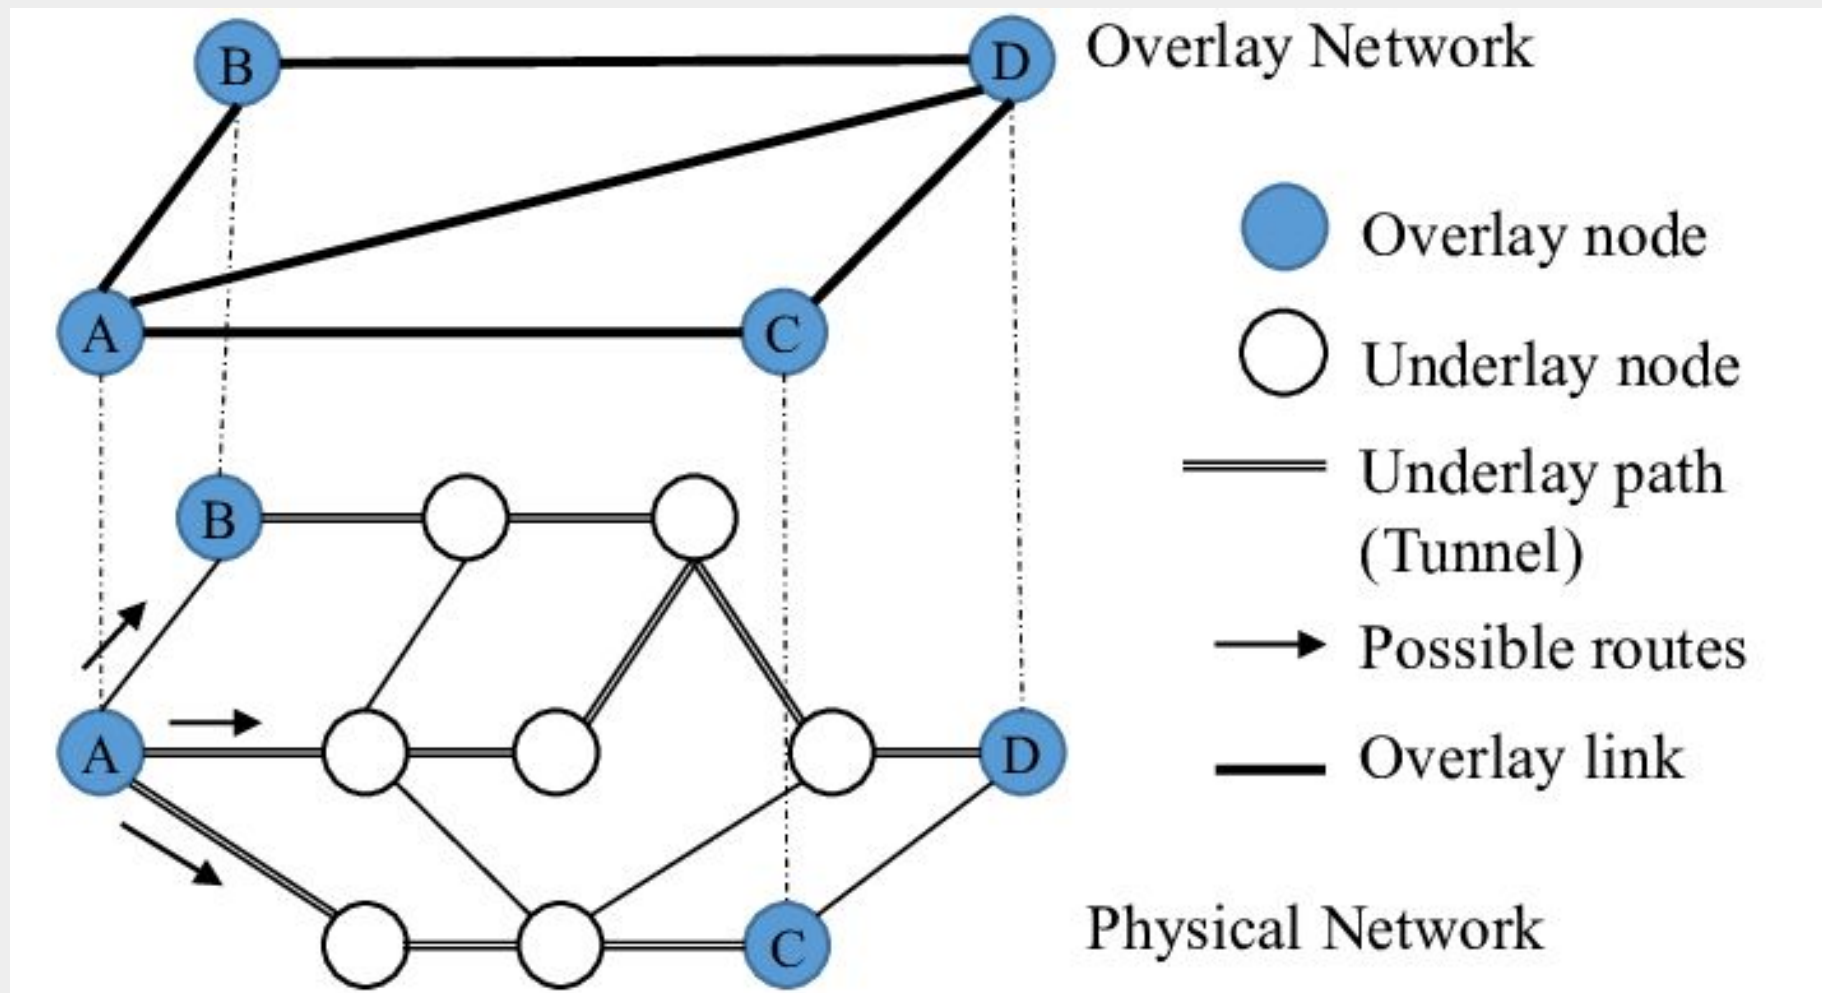 B
D
Overlay Network
A
C
Overlay node
Underlay node
Underlay path
(Tunnel)
Possible routes
Overlay link
B
A
D
C
Physical Network